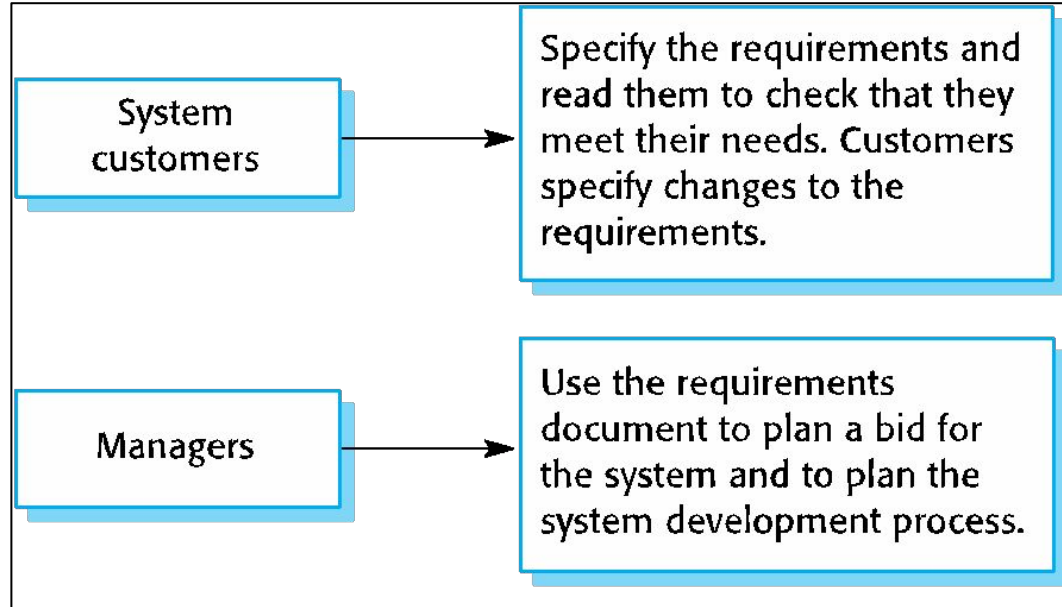 System
customers
Specify the requirements and
read them to check that they
meet their needs. Customers
specify changes to the
requirements.
Managers
Use the requirements
document to plan a bid for
the system and to plan the
system development process.